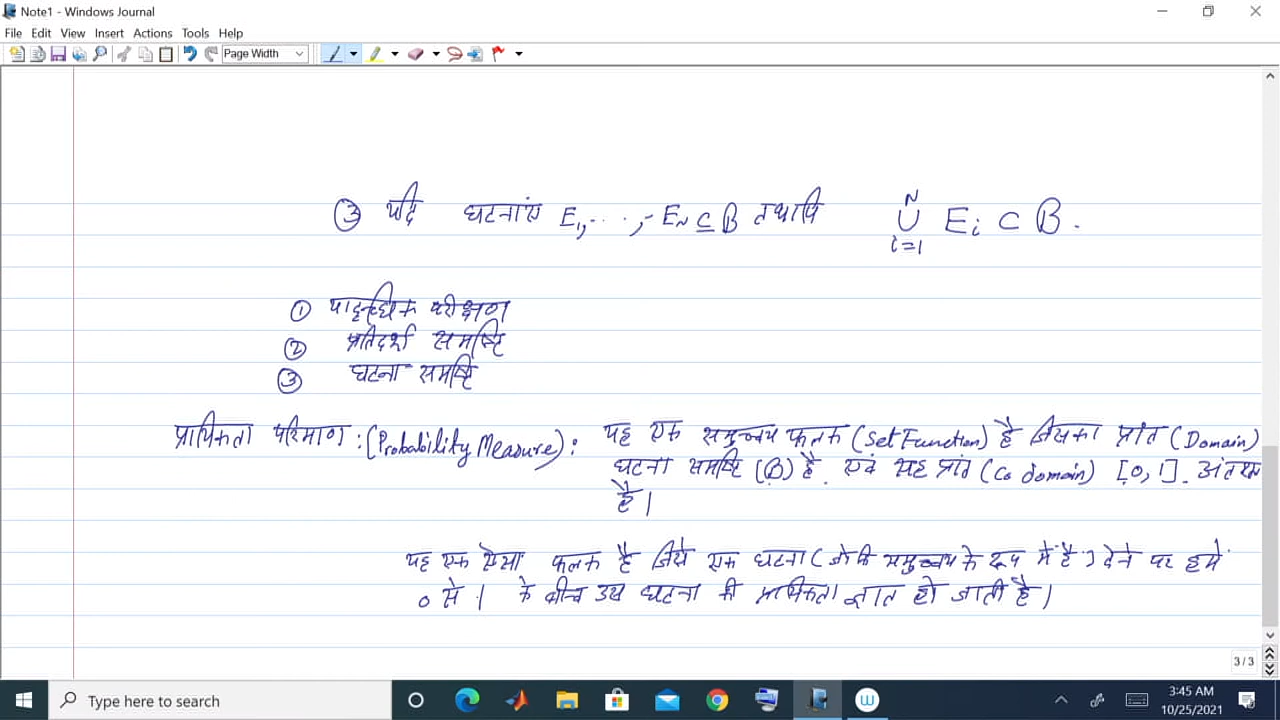 Note1 - Windows Journal
File Edit View Insert Actions Tools Help
Page Width
③ यदि घटनाएं E₁, ..., Eₙ ⊆ B तथापि ⋃ᵢ₌₁ᴺ Eᵢ ⊂ B.
① यादृच्छिक परीक्षण
② प्रतिदर्श समष्टि
③ घटना समष्टि
प्रायिकता परिमाण : (Probability Measure) : यह एक समुच्चय फलन (Set Function) है जिसका प्रांत (Domain)
घटना समष्टि (B) है. एवं सह प्रांत (Co domain) [0, 1].
है।
यह एक ऐसा फलन है जिसे एक घटना (जो कि समुच्चय के रूप में है) देने पर हमे
0 से 1 के बीच उस घटना की प्रायिकता ज्ञात हो जाती है।
3 / 3
Type here to search
3:45 AM
10/25/2021